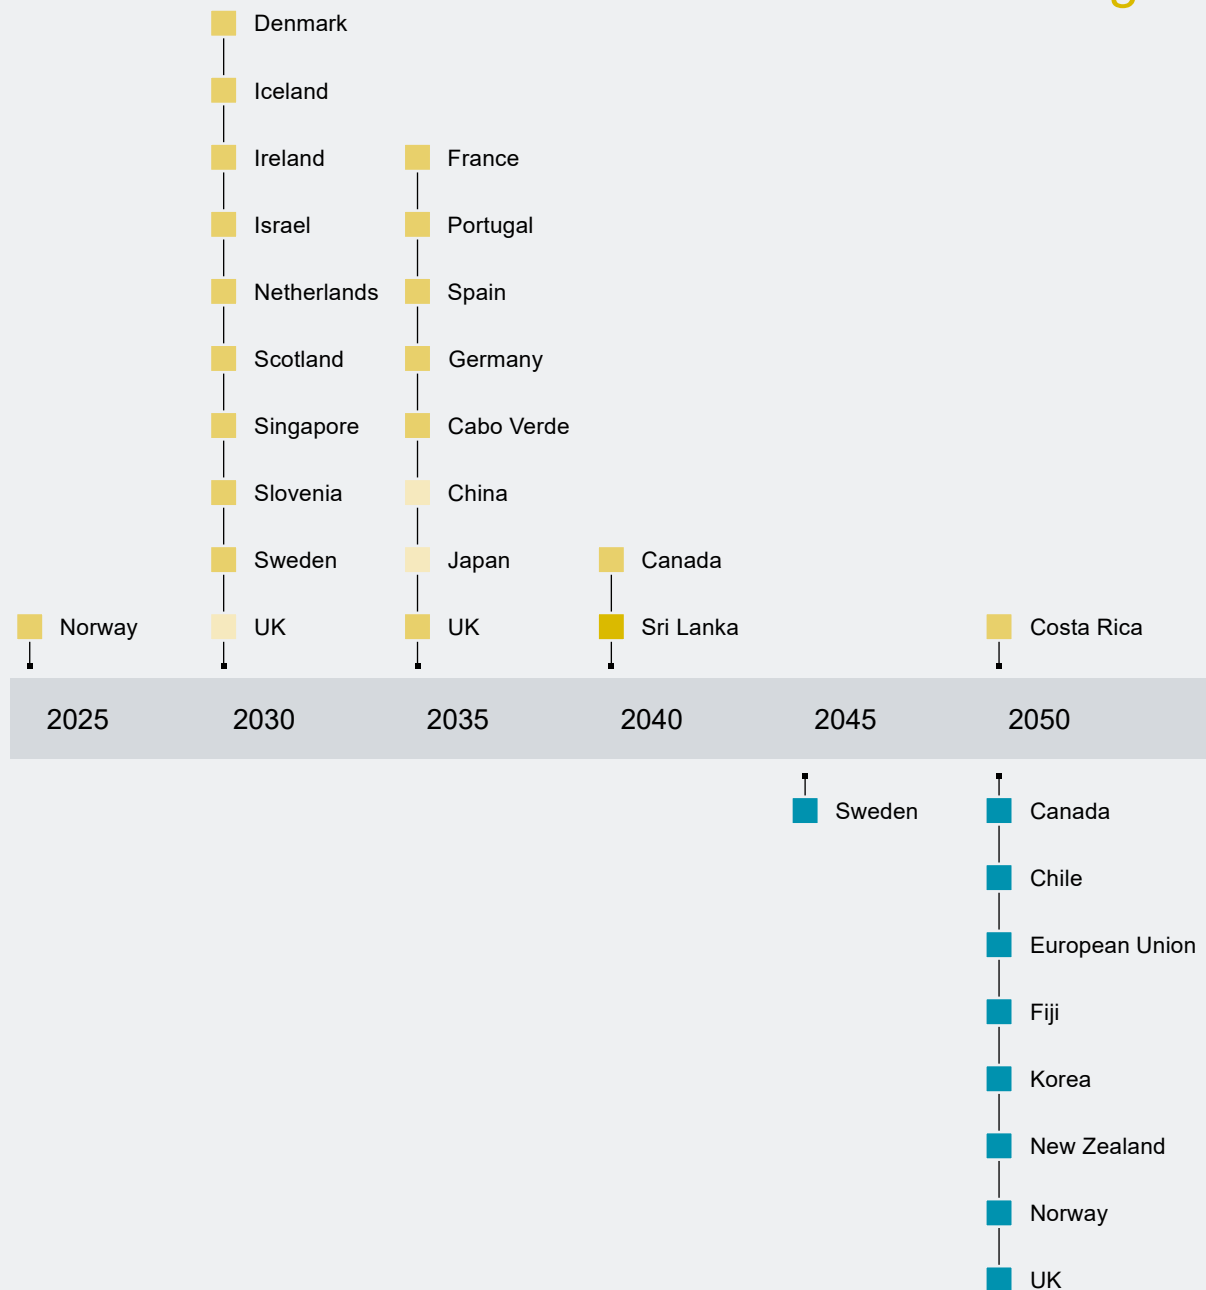 Denmark
Iceland
Ireland France
Israel Portugal
Netherlands Spain
Scotland Germany
Singapore Cabo Verde
Slovenia China
Sweden Japan Canada
Norway UK UK Sri Lanka Costa Rica
2025 2030 2035 2040 2045 2050
Sweden Canada
Chile
European Union
Fiji
Korea
New Zealand
Norway
UK